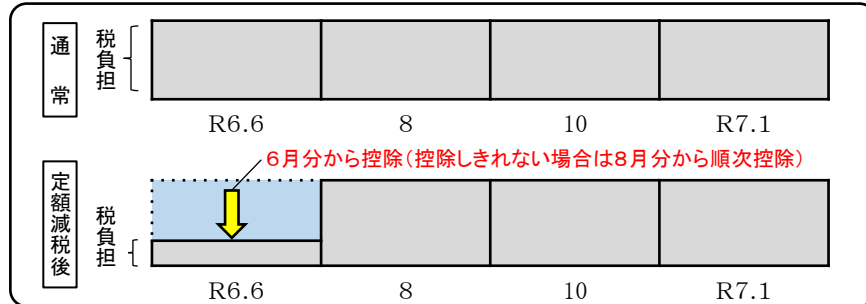 通常
税負担
R6.6 8 10 R7.1
6月分から控除(控除しきれない場合は8月分から順次控除)
定額減税後
税負担
R6.6 8 10 R7.1